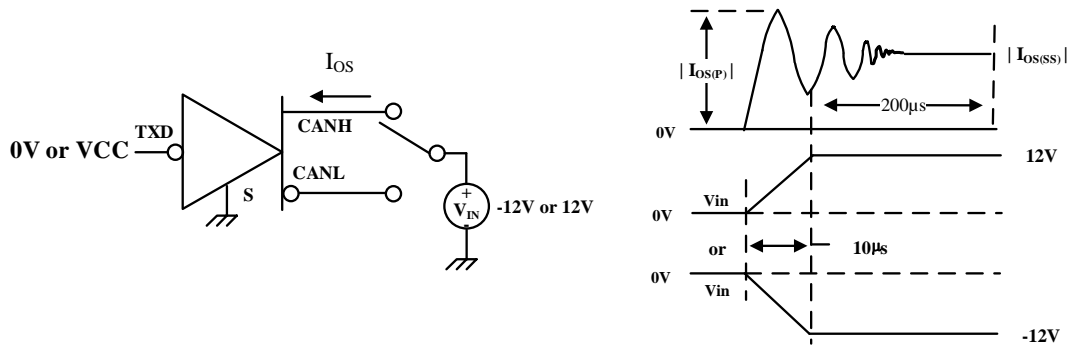 I_OS
TXD
0V or VCC
CANH
CANL
S
+
V_IN
-
-12V or 12V
| I_OS(P) |
| I_OS(SS) |
200μs
0V
12V
Vin
0V
or
10μs
0V
Vin
-12V